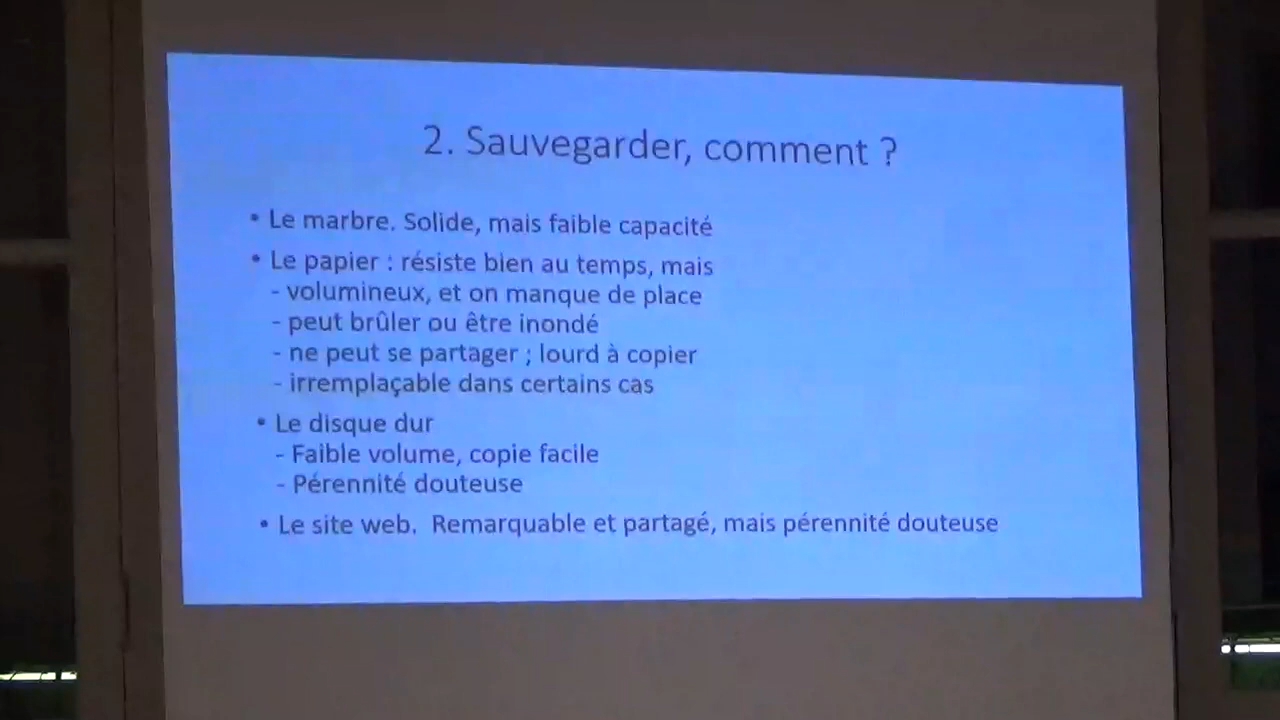 2. Sauvegarder, comment ?
• Le marbre. Solide, mais faible capacité
• Le papier : résiste bien au temps, mais
- volumineux, et on manque de place
- peut brûler ou être inondé
- ne peut se partager ; lourd à copier
- irremplaçable dans certains cas
• Le disque dur
- Faible volume, copie facile
- Pérennité douteuse
• Le site web. Remarquable et partagé, mais pérennité douteuse